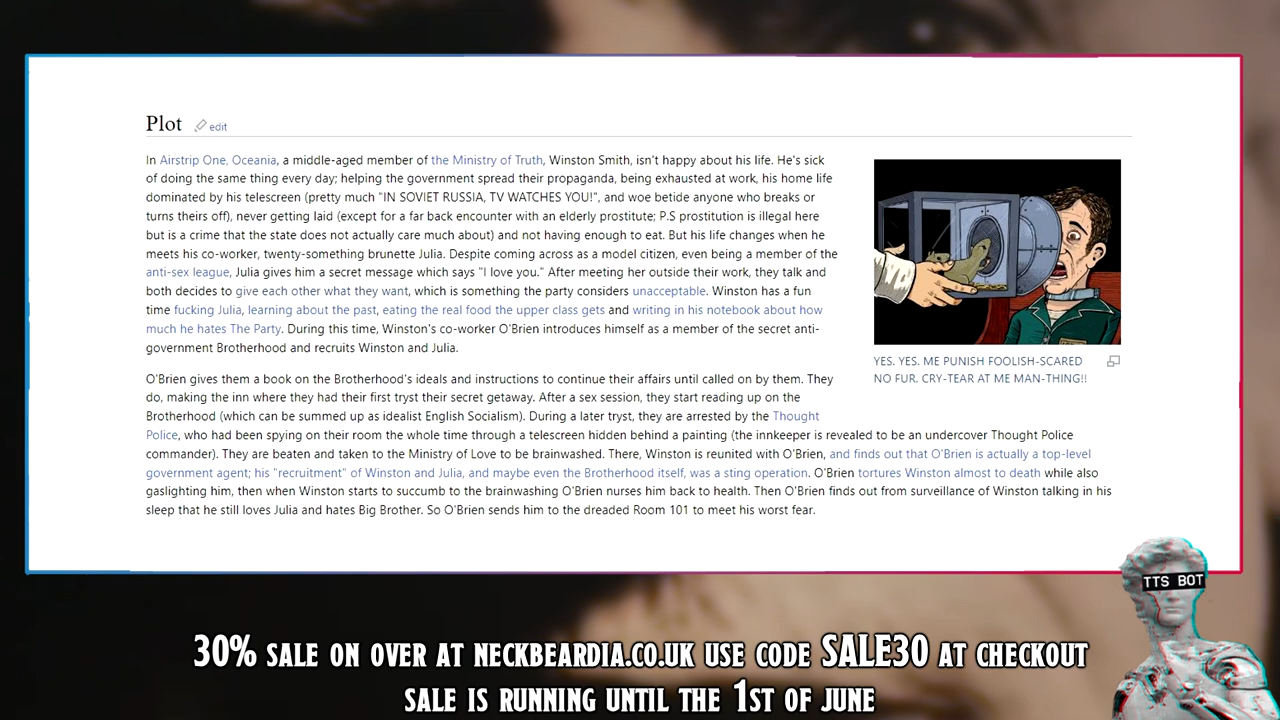 Plot edit
In Airstrip One, Oceania, a middle-aged member of the Ministry of Truth, Winston Smith, isn't happy about his life. He's sick
of doing the same thing every day; helping the government spread their propaganda, being exhausted at work, his home life
dominated by his telescreen (pretty much "IN SOVIET RUSSIA, TV WATCHES YOU!", and woe betide anyone who breaks or
turns theirs off), never getting laid (except for a far back encounter with an elderly prostitute; P.S prostitution is illegal here
but is a crime that the state does not actually care much about) and not having enough to eat. But his life changes when he
meets his co-worker, twenty-something brunette Julia. Despite coming across as a model citizen, even being a member of the
anti-sex league, Julia gives him a secret message which says "I love you." After meeting her outside their work, they talk and
both decides to give each other what they want, which is something the party considers unacceptable. Winston has a fun
time fucking Julia, learning about the past, eating the real food the upper class gets and writing in his notebook about how
much he hates The Party. During this time, Winston's co-worker O'Brien introduces himself as a member of the secret anti-
government Brotherhood and recruits Winston and Julia.
YES. YES. ME PUNISH FOOLISH-SCARED
NO FUR. CRY-TEAR AT ME MAN-THING!!
O'Brien gives them a book on the Brotherhood's ideals and instructions to continue their affairs until called on by them. They
do, making the inn where they had their first tryst their secret getaway. After a sex session, they start reading up on the
Brotherhood (which can be summed up as idealist English Socialism). During a later tryst, they are arrested by the Thought
Police, who had been spying on their room the whole time through a telescreen hidden behind a painting (the innkeeper is revealed to be an undercover Thought Police
commander). They are beaten and taken to the Ministry of Love to be brainwashed. There, Winston is reunited with O'Brien, and finds out that O'Brien is actually a top-level
government agent; his "recruitment" of Winston and Julia, and maybe even the Brotherhood itself, was a sting operation. O'Brien tortures Winston almost to death while also
gaslighting him, then when Winston starts to succumb to the brainwashing O'Brien nurses him back to health. Then O'Brien finds out from surveillance of Winston talking in his
sleep that he still loves Julia and hates Big Brother. So O'Brien sends him to the dreaded Room 101 to meet his worst fear.
TTS BOT
30% SALE ON OVER AT NECKBEARDIA.CO.UK USE CODE SALE30 AT CHECKOUT
SALE IS RUNNING UNTIL THE 1ST OF JUNE